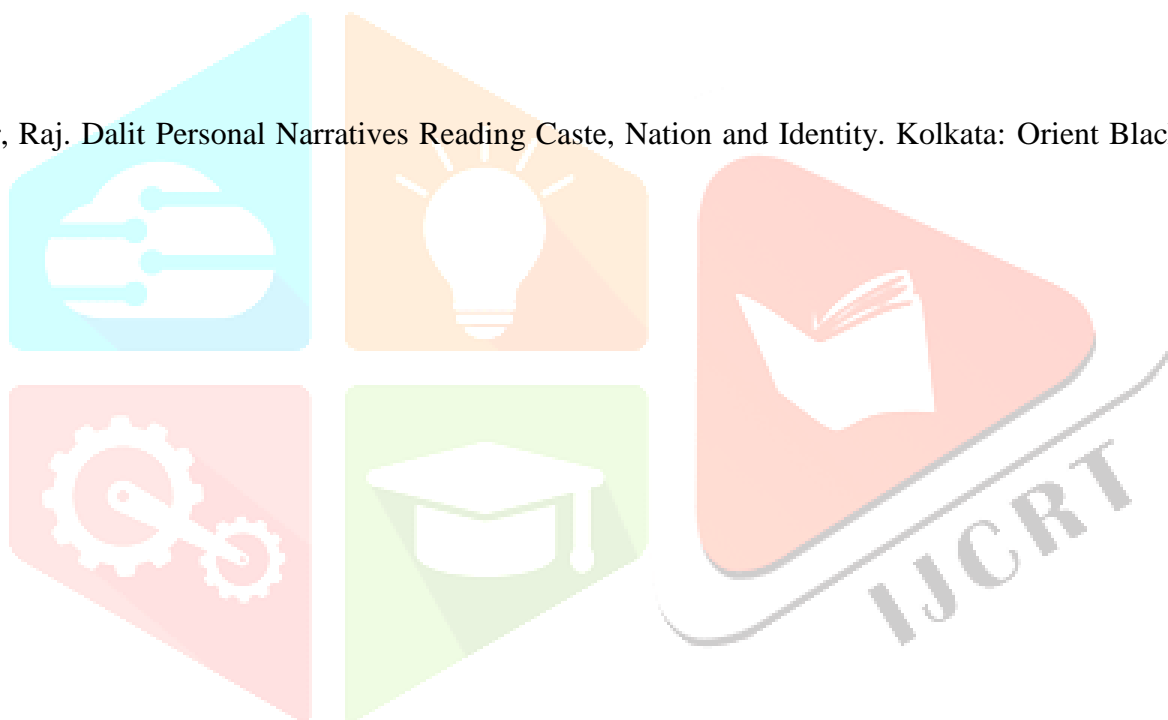 , Raj. Dalit Personal Narratives Reading Caste, Nation and Identity. Kolkata: Orient Blac
IJCRT